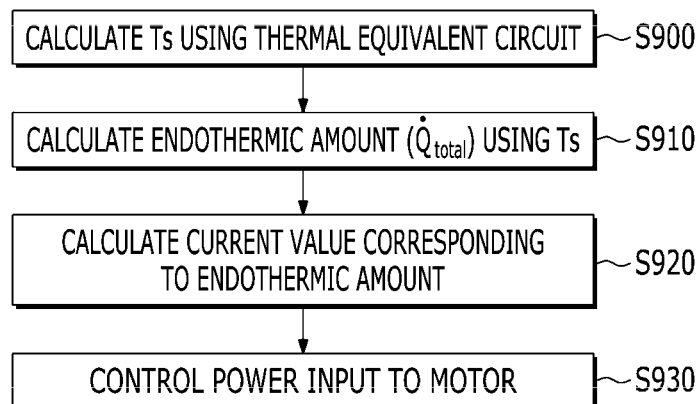 CALCULATE Ts USING THERMAL EQUIVALENT CIRCUIT S900
CALCULATE ENDOTHERMIC AMOUNT (Q̇total) USING Ts S910
CALCULATE CURRENT VALUE CORRESPONDING
TO ENDOTHERMIC AMOUNT S920
CONTROL POWER INPUT TO MOTOR S930